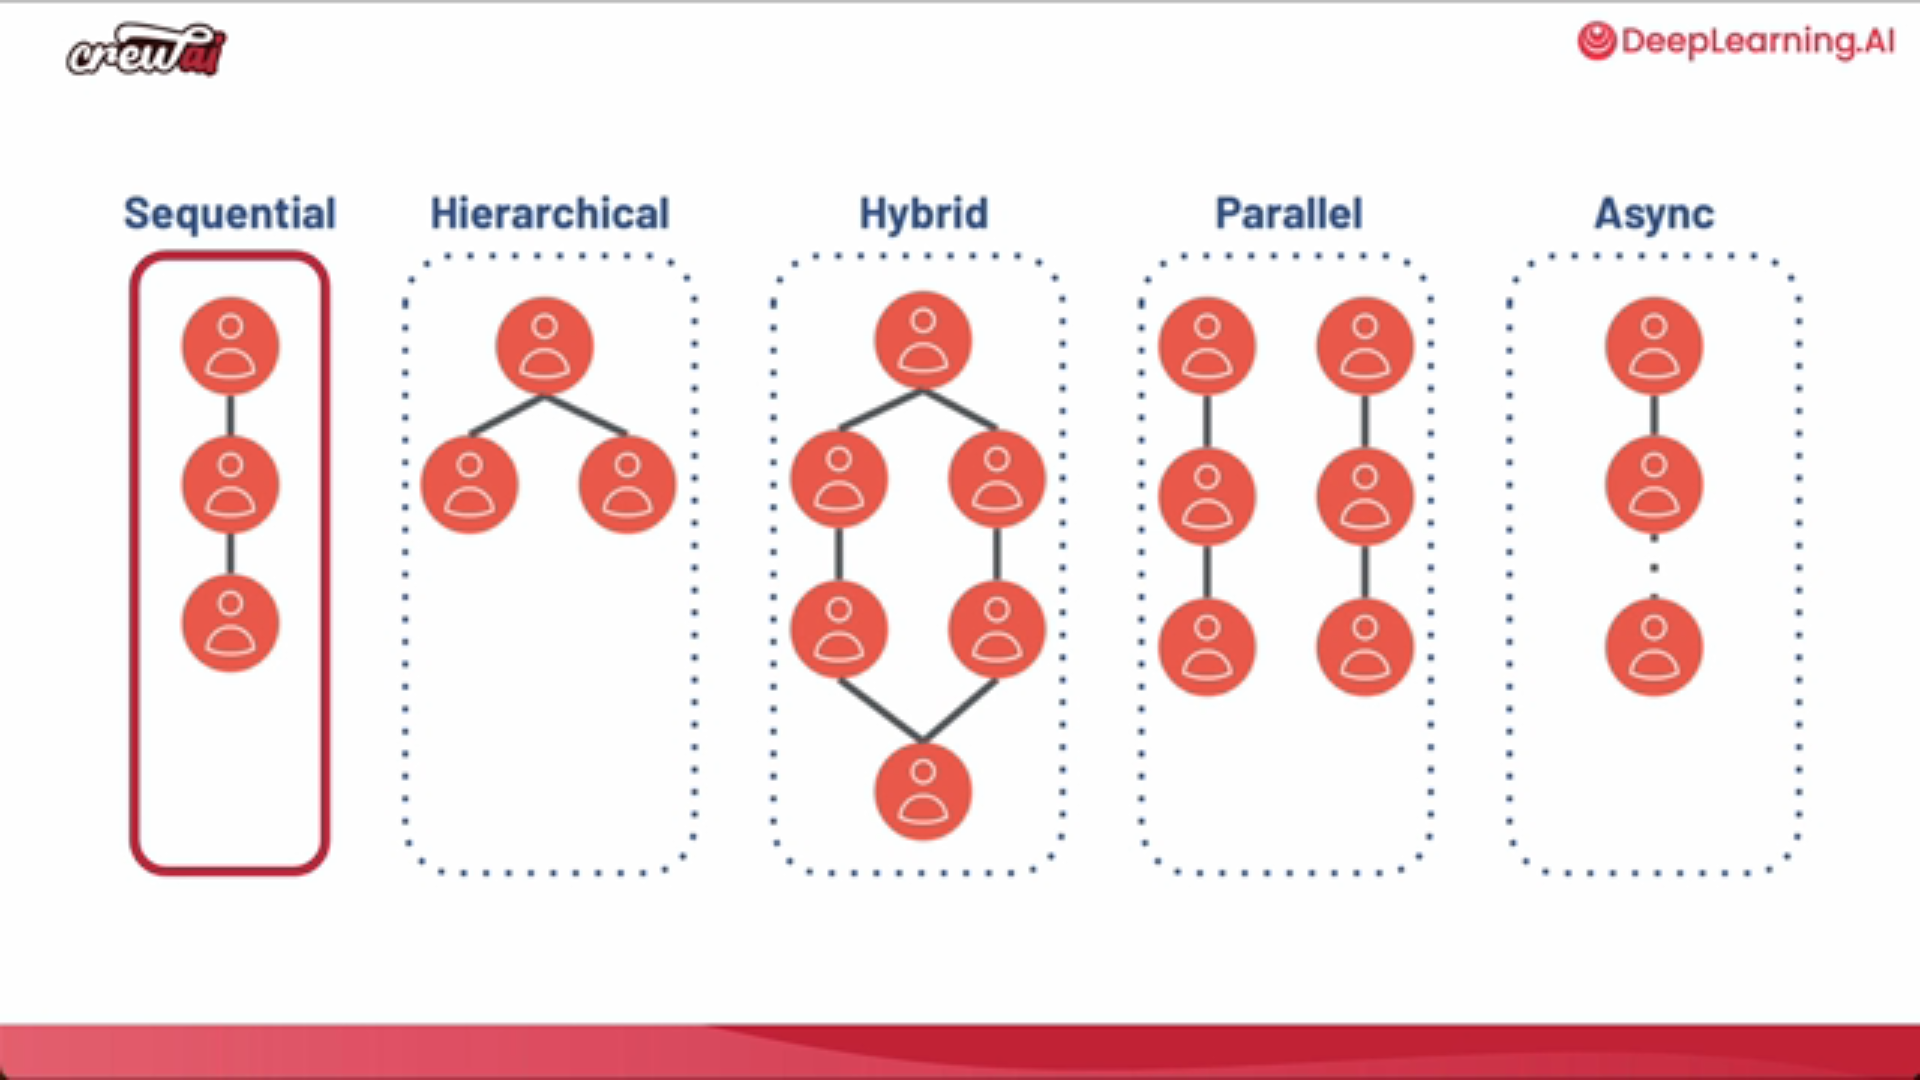 crewai
DeepLearning.AI
Sequential
Hierarchical
Hybrid
Parallel
Async